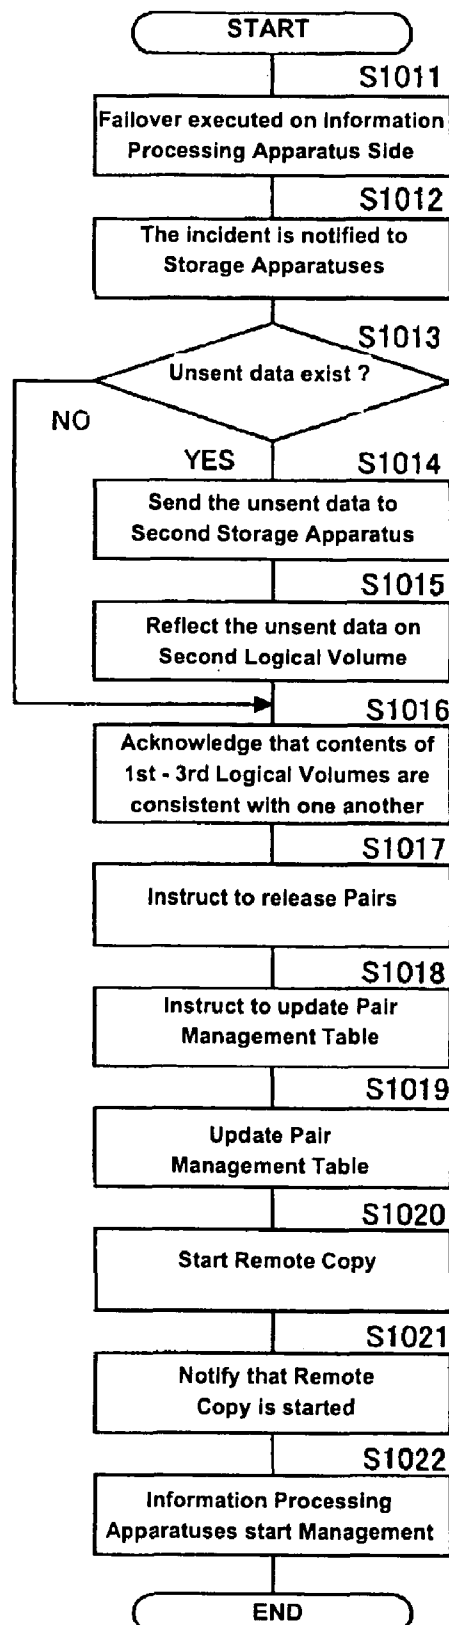 START
S1011
Failover executed on Information
Processing Apparatus Side
S1012
The incident is notified to
Storage Apparatuses
S1013
Unsent data exist ?
NO
YES
S1014
Send the unsent data to
Second Storage Apparatus
S1015
Reflect the unsent data on
Second Logical Volume
S1016
Acknowledge that contents of
1st - 3rd Logical Volumes are
consistent with one another
S1017
Instruct to release Pairs
S1018
Instruct to update Pair
Management Table
S1019
Update Pair
Management Table
S1020
Start Remote Copy
S1021
Notify that Remote
Copy is started
S1022
Information Processing
Apparatuses start Management
END